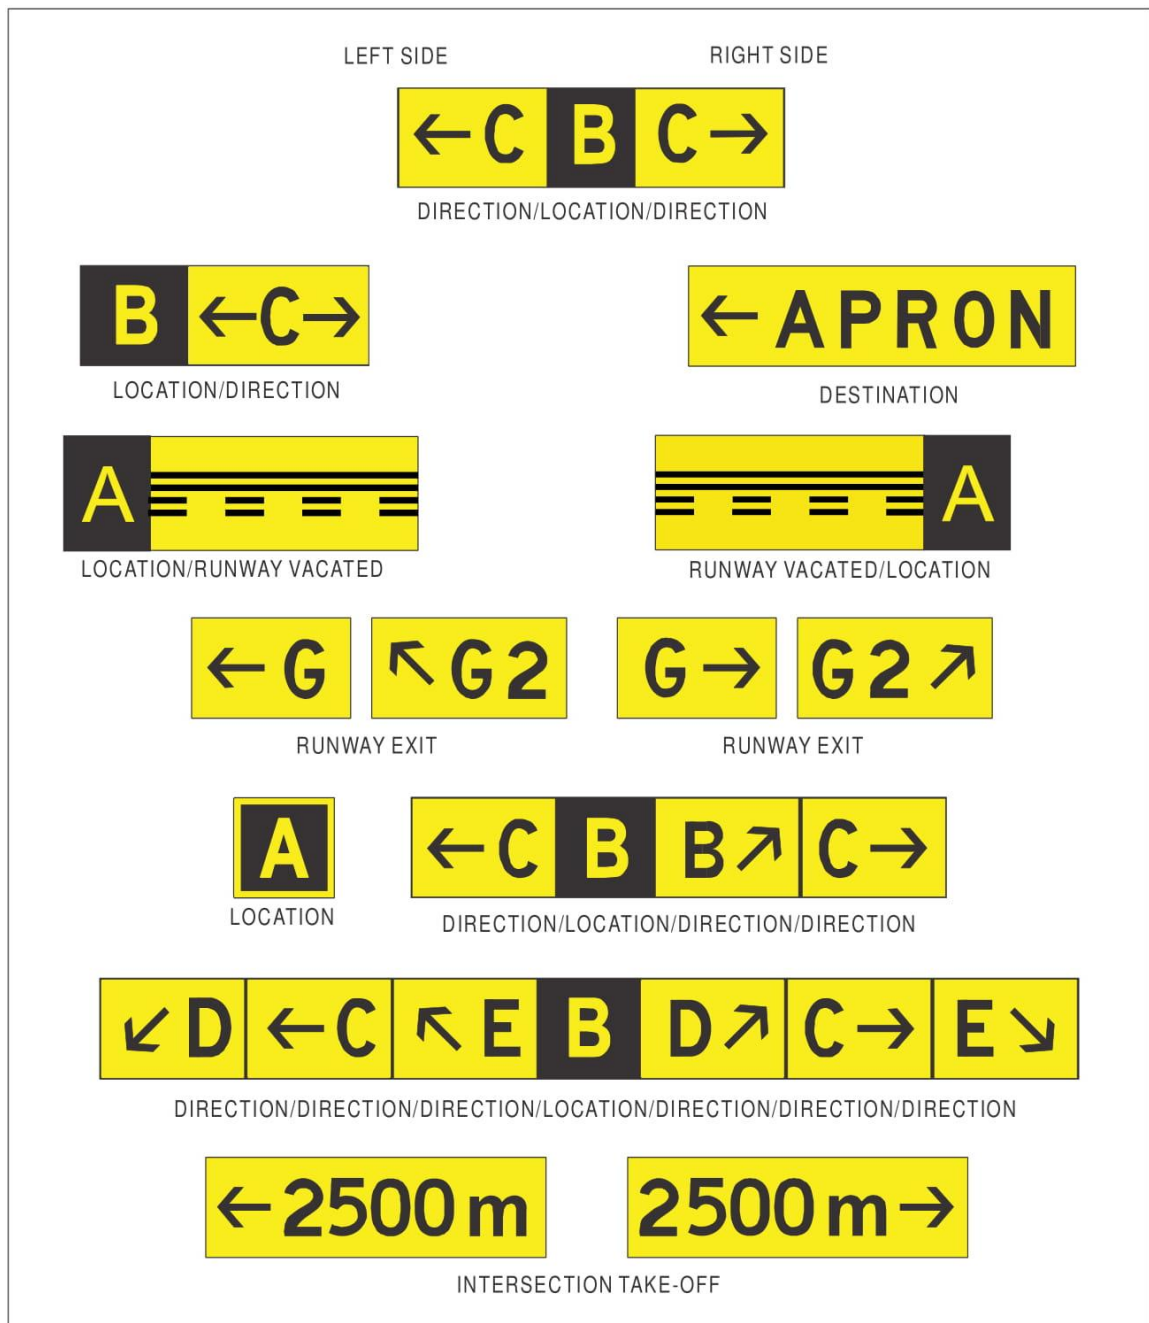 LEFT SIDE RIGHT SIDE
←C B C→
DIRECTION/LOCATION/DIRECTION
B ←C→ ←APRON
LOCATION/DIRECTION DESTINATION
A A
LOCATION/RUNWAY VACATED RUNWAY VACATED/LOCATION
←G ↖G2 G→ G2↗
RUNWAY EXIT RUNWAY EXIT
A ←C B B↗ C→
LOCATION DIRECTION/LOCATION/DIRECTION/DIRECTION
↙D ←C ↖E B D↗ C→ E↘
DIRECTION/DIRECTION/DIRECTION/LOCATION/DIRECTION/DIRECTION/DIRECTION
←2500 m 2500 m→
INTERSECTION TAKE-OFF